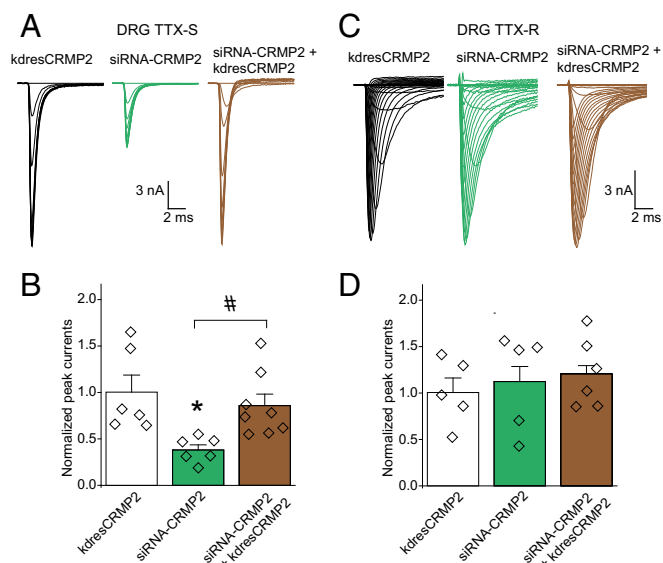 A
DRG TTX-S
kdresCRMP2
siRNA-CRMP2
siRNA-CRMP2 +
kdresCRMP2
3 nA
2 ms
C
DRG TTX-R
kdresCRMP2
siRNA-CRMP2
siRNA-CRMP2 +
kdresCRMP2
3 nA
2 ms
B
Normalized peak currents
2.0
1.5
1.0
0.5
0.0
*
#
kdresCRMP2
siRNA-CRMP2
siRNA-CRMP2
+ kdresCRMP2
D
Normalized peak currents
2.0
1.5
1.0
0.5
0.0
kdresCRMP2
siRNA-CRMP2
siRNA-CRMP2
+ kdresCRMP2